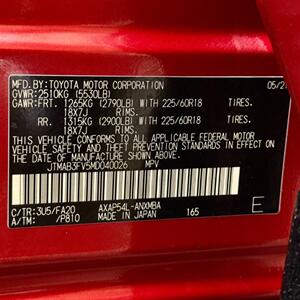 MFD.BY:TOYOTA MOTOR CORPORATION 05/2
GVWR:2510KG (5530LB)
GAWR:FRT. 1265KG (2790LB) WITH 225/60R18 TIRES.
18X7J RIMS
RR. 1315KG (2900LB) WITH 225/60R18 TIRES.
18X7J RIMS
THIS VEHICLE CONFORMS TO ALL APPLICABLE
FEDERAL MOTOR VEHICLE SAFETY, BUMPER, AND
THEFT PREVENTION STANDARDS IN EFFECT ON
THE DATE OF MANUFACTURE SHOWN ABOVE.
JTMAB3FV5MD040026 MPV
C/TR:3U5/FA20 AXAP54L-ANXMBA
A/TM: /P810 MADE IN JAPAN 165 E